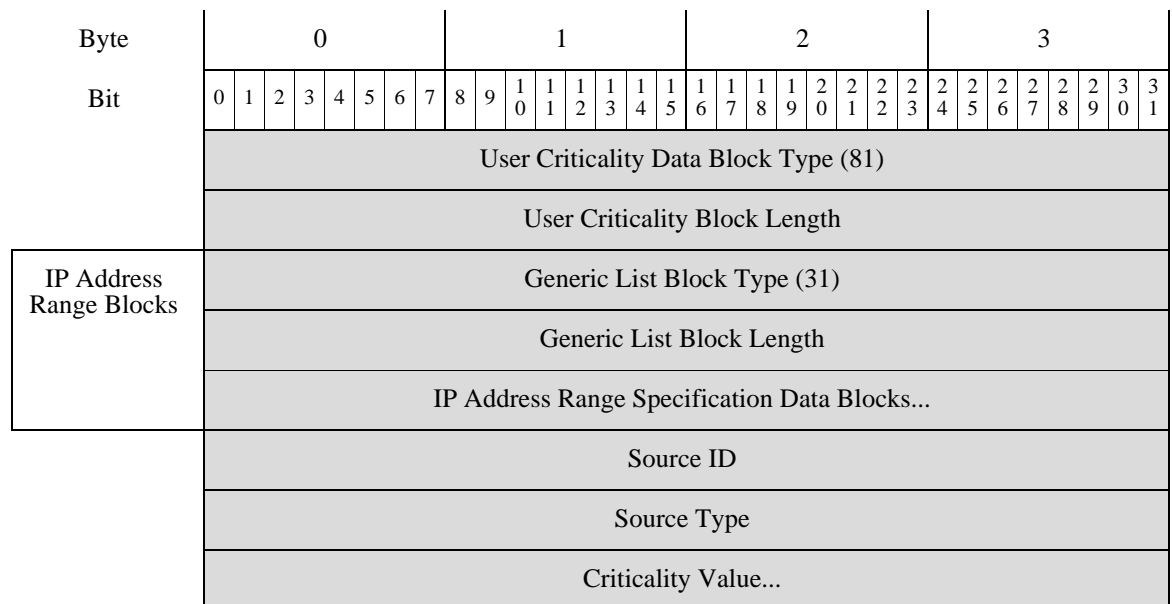 Byte 0 1 2 3
Bit 0 1 2 3 4 5 6 7 8 9 10 11 12 13 14 15 16 17 18 19 20 21 22 23 24 25 26 27 28 29 30 31
User Criticality Data Block Type (81)
User Criticality Block Length
IP Address
Range Blocks
Generic List Block Type (31)
Generic List Block Length
IP Address Range Specification Data Blocks...
Source ID
Source Type
Criticality Value...